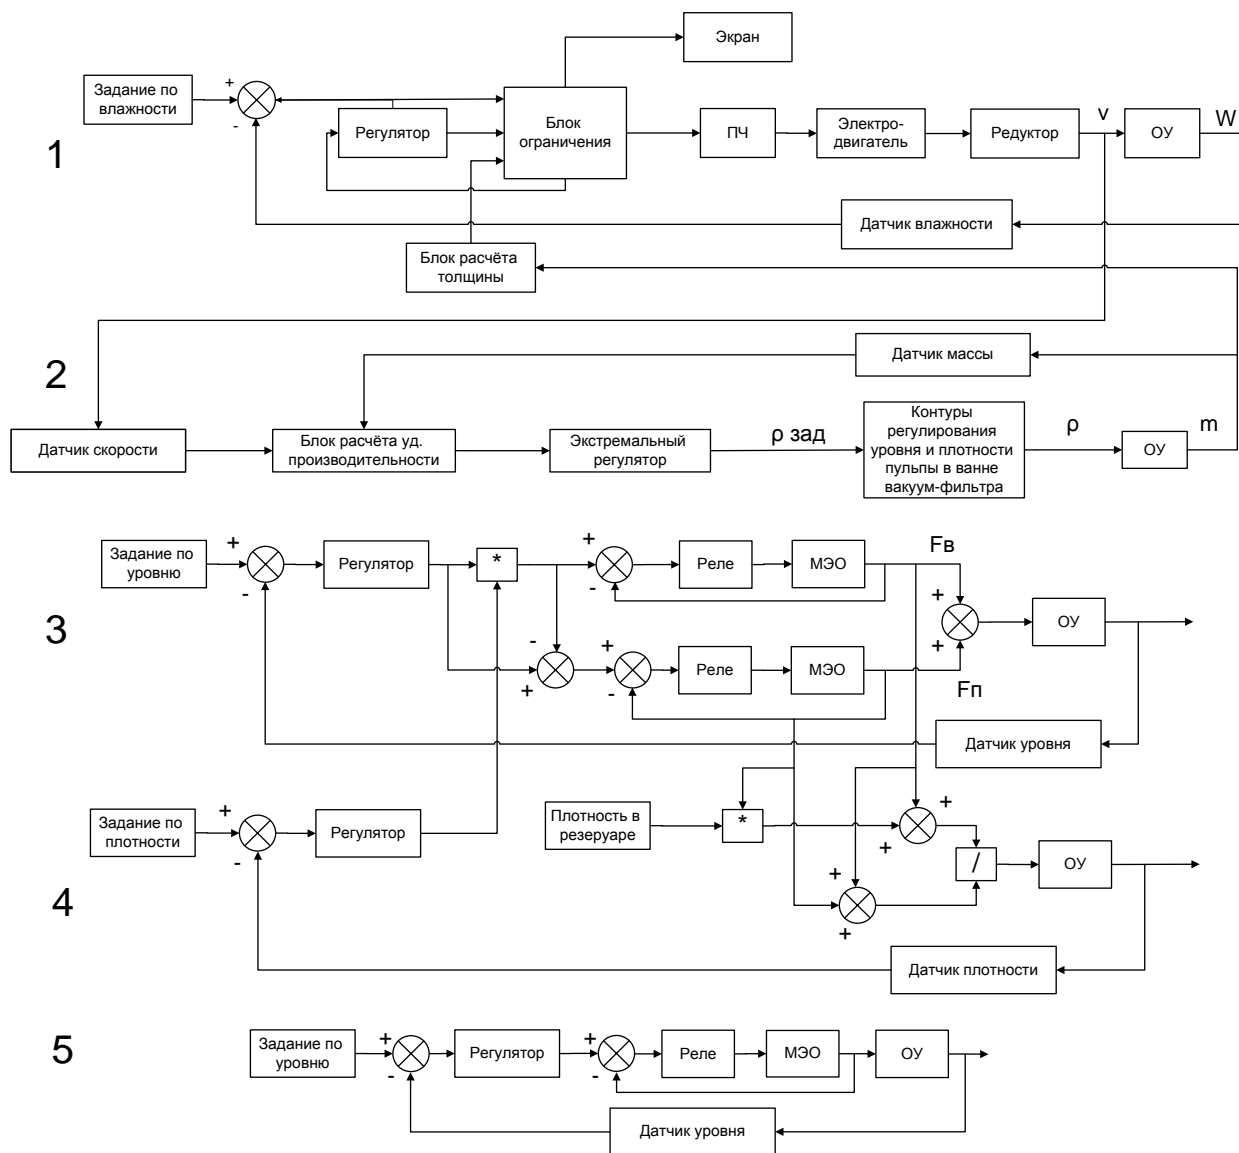 Экран
Задание по
влажности
+
-
Регулятор
Блок
ограничения
ПЧ
Электро-
двигатель
Редуктор
v
ОУ
W
1
Датчик влажности
Блок расчёта
толщины
2
Датчик массы
Датчик скорости
Блок расчёта уд.
производительности
Экстремальный
регулятор
ρ зад
Контуры
регулирования
уровня и плотности
пульпы в ванне
вакуум-фильтра
ρ
ОУ
m
3
Задание по
уровню
+
-
Регулятор
*
+
-
Реле
МЭО
Fв
+
+
ОУ
-
+
+
-
Реле
МЭО
Fп
Датчик уровня
4
Задание по
плотности
+
-
Регулятор
Плотность в
резеруаре
*
+
+
/
ОУ
+
+
Датчик плотности
5
Задание по
уровню
+
-
Регулятор
+
-
Реле
МЭО
ОУ
Датчик уровня